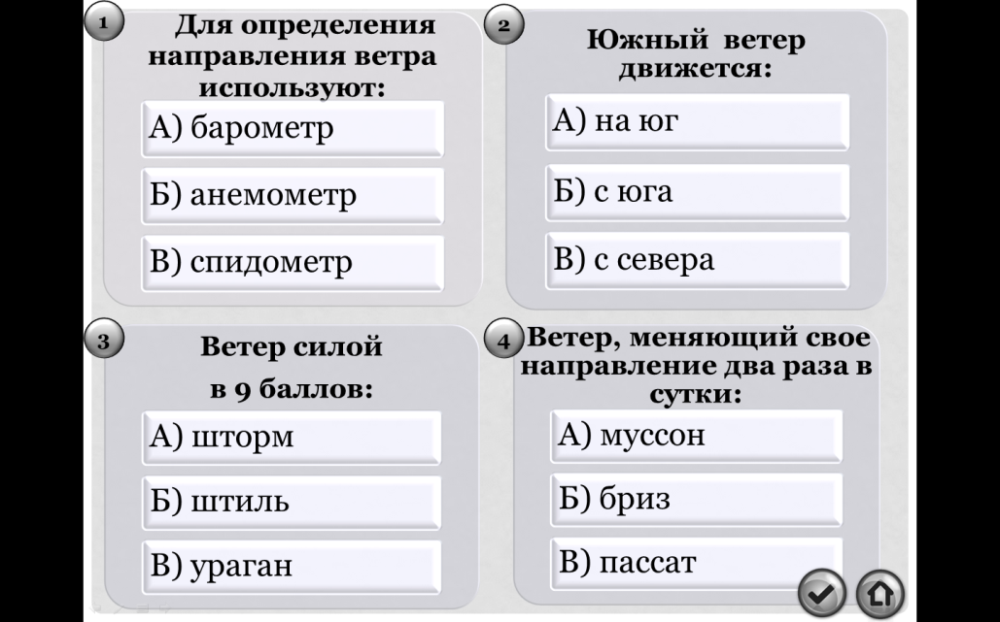 1
Для определения
направления ветра
используют:
А) барометр
Б) анемометр
В) спидометр
2
Южный ветер
движется:
А) на юг
Б) с юга
В) с севера
3
Ветер силой
в 9 баллов:
А) шторм
Б) штиль
В) ураган
4
Ветер, меняющий свое
направление два раза в
сутки:
А) муссон
Б) бриз
В) пассат